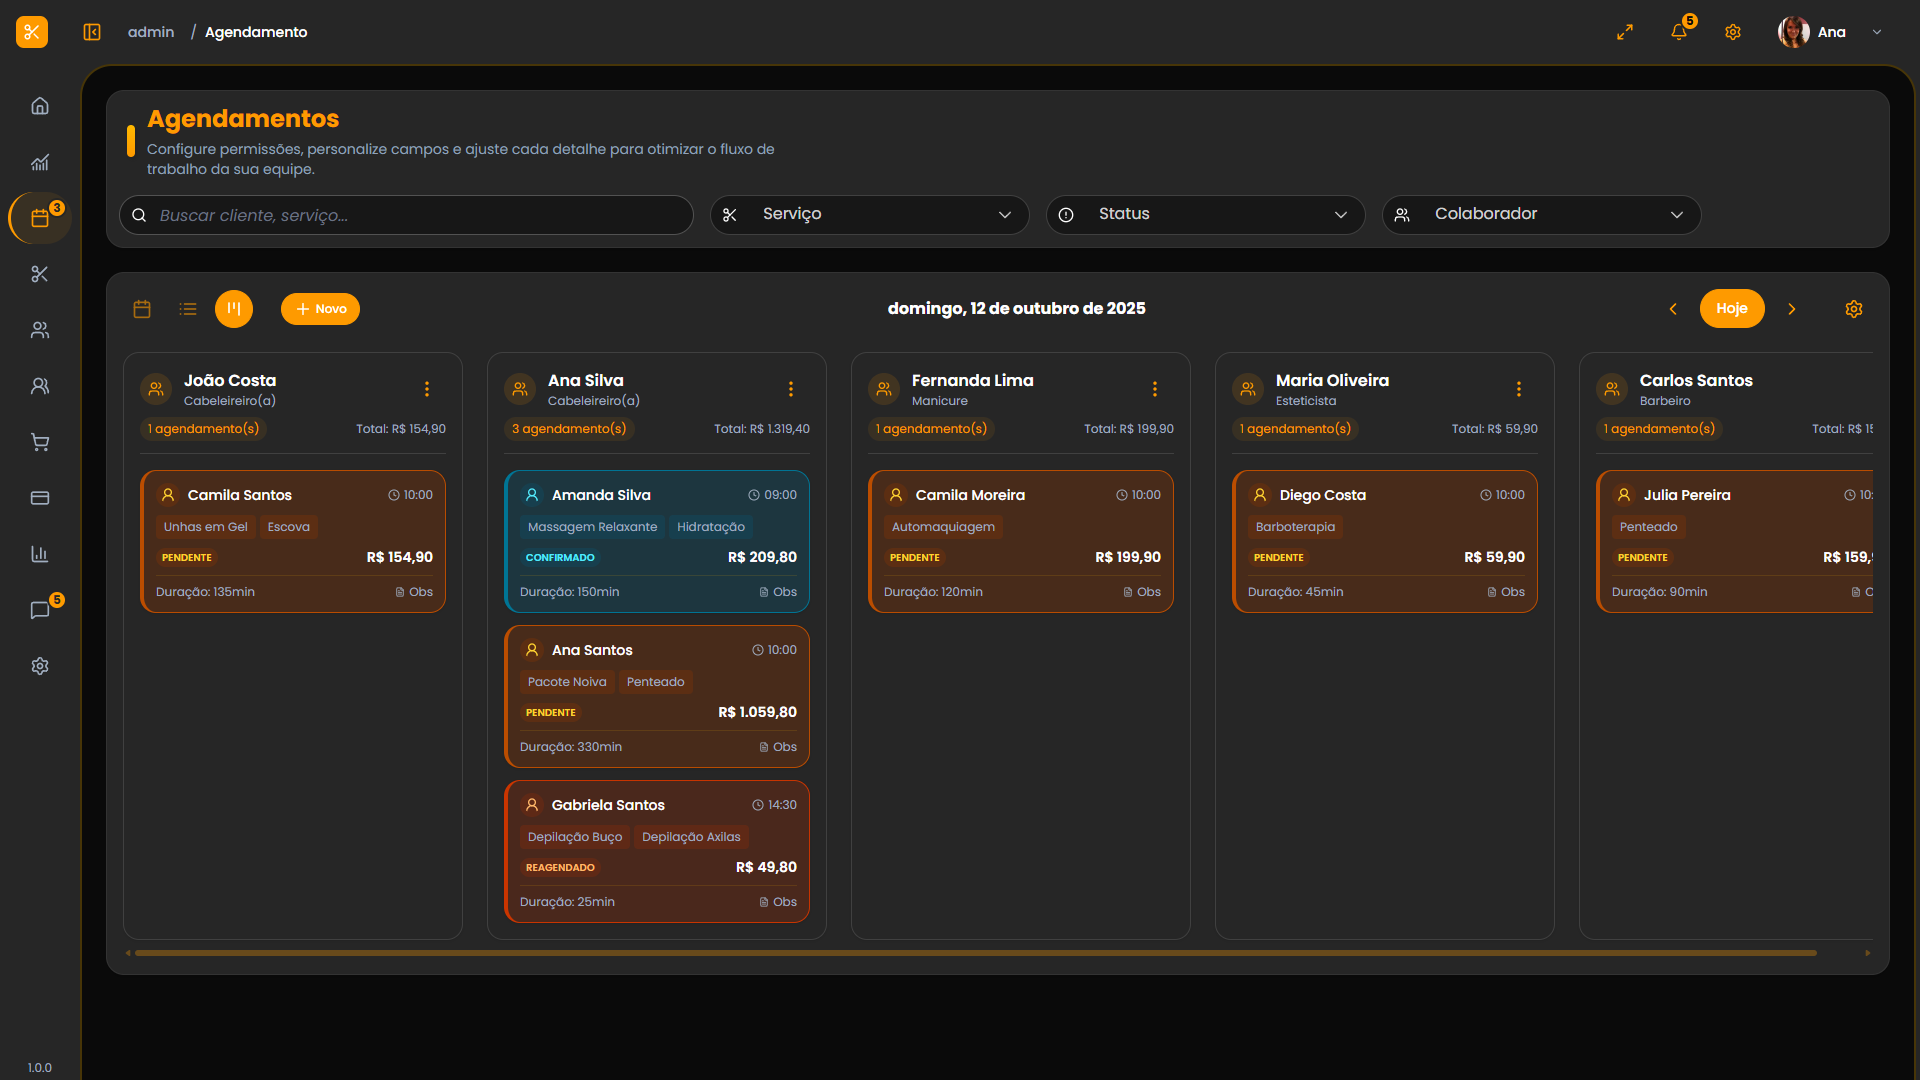 admin / Agendamento
5
Ana
3
5
1.0.0
Agendamentos
Configure permissões, personalize campos e ajuste cada detalhe para otimizar o fluxo de
trabalho da sua equipe.
Buscar cliente, serviço...
Serviço
Status
Colaborador
Novo
domingo, 12 de outubro de 2025
Hoje
João Costa
Cabeleireiro(a)
1 agendamento(s)
Total: R$ 154,90
Camila Santos
10:00
Unhas em Gel
Escova
PENDENTE
R$ 154,90
Duração: 135min
Obs
Ana Silva
Cabeleireiro(a)
3 agendamento(s)
Total: R$ 1.319,40
Amanda Silva
09:00
Massagem Relaxante
Hidratação
CONFIRMADO
R$ 209,80
Duração: 150min
Obs
Ana Santos
10:00
Pacote Noiva
Penteado
PENDENTE
R$ 1.059,80
Duração: 330min
Obs
Gabriela Santos
14:30
Depilação Buço
Depilação Axilas
REAGENDADO
R$ 49,80
Duração: 25min
Obs
Fernanda Lima
Manicure
1 agendamento(s)
Total: R$ 199,90
Camila Moreira
10:00
Automaquiagem
PENDENTE
R$ 199,90
Duração: 120min
Obs
Maria Oliveira
Esteticista
1 agendamento(s)
Total: R$ 59,90
Diego Costa
10:00
Barboterapia
PENDENTE
R$ 59,90
Duração: 45min
Obs
Carlos Santos
Barbeiro
1 agendamento(s)
Total: R$
Julia Pereira
Penteado
PENDENTE
R$ 159,
Duração: 90min